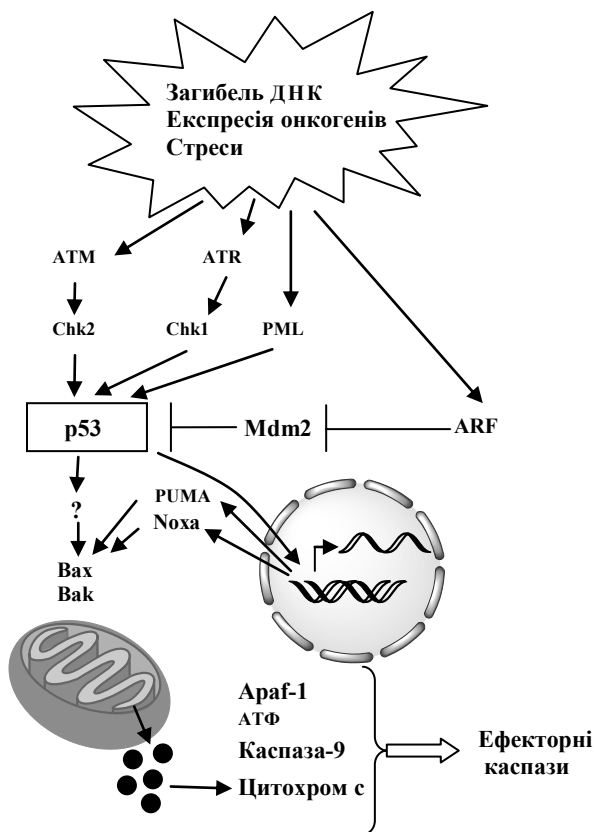 Загибель ДНК
Експресія онкогенів
Стреси
ATM
ATR
Chk2
Chk1
PML
p53
Mdm2
ARF
?
PUMA
Noxa
Bax
Bak
Apaf-1
АТФ
Каспаза-9
Цитохром с
Ефекторні
каспази